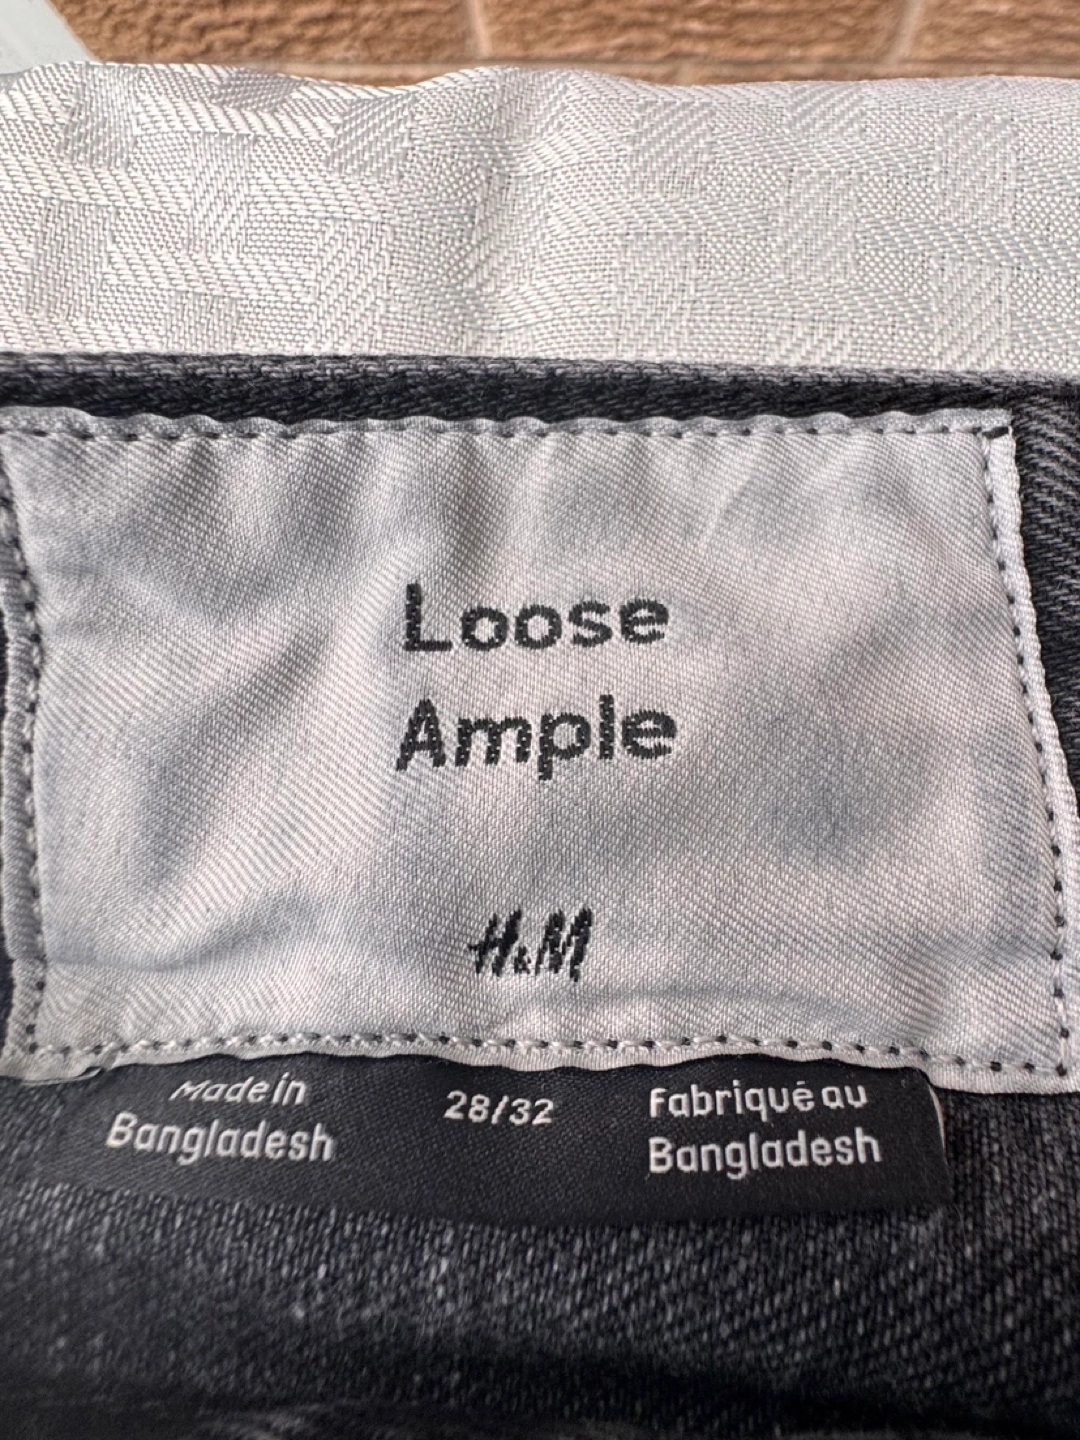 Loose
Ample
H&M
Made in
Bangladesh
28/32
Fabriqué au
Bangladesh